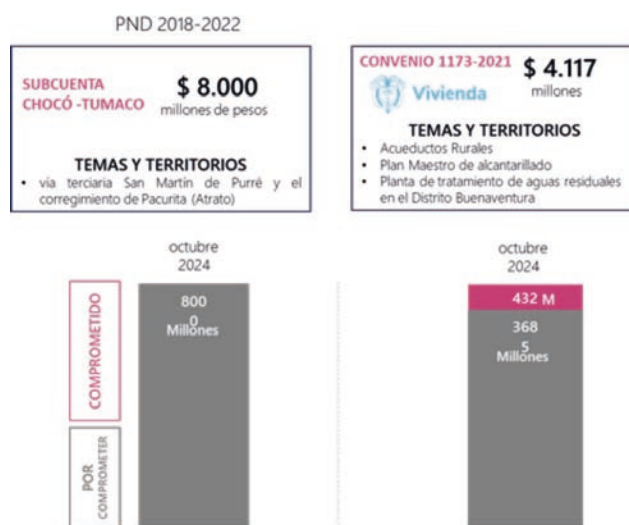 PND 2018-2022
SUBCUENTA
CHOCÓ -TUMACO
$ 8.000
millones de pesos
TEMAS Y TERRITORIOS
• vía terciaria San Martín de Purré y el
corregimiento de Pacurita (Atrato)
CONVENIO 1173-2021
Vivienda
$ 4.117
millones
TEMAS Y TERRITORIOS
• Acueductos Rurales
• Plan Maestro de alcantarillado
• Planta de tratamiento de aguas residuales
en el Distrito Buenaventura
octubre
2024
COMPROMETIDO
POR
COMPROMETER
800
0
Millones
octubre
2024
432 M
368
5
Millones